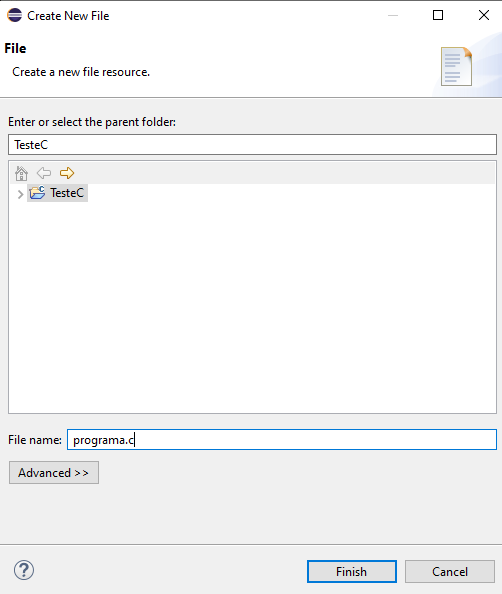 Create New File
File
Create a new file resource.
Enter or select the parent folder:
TesteC
TesteC
File name: programa.c
Advanced >>
Finish Cancel